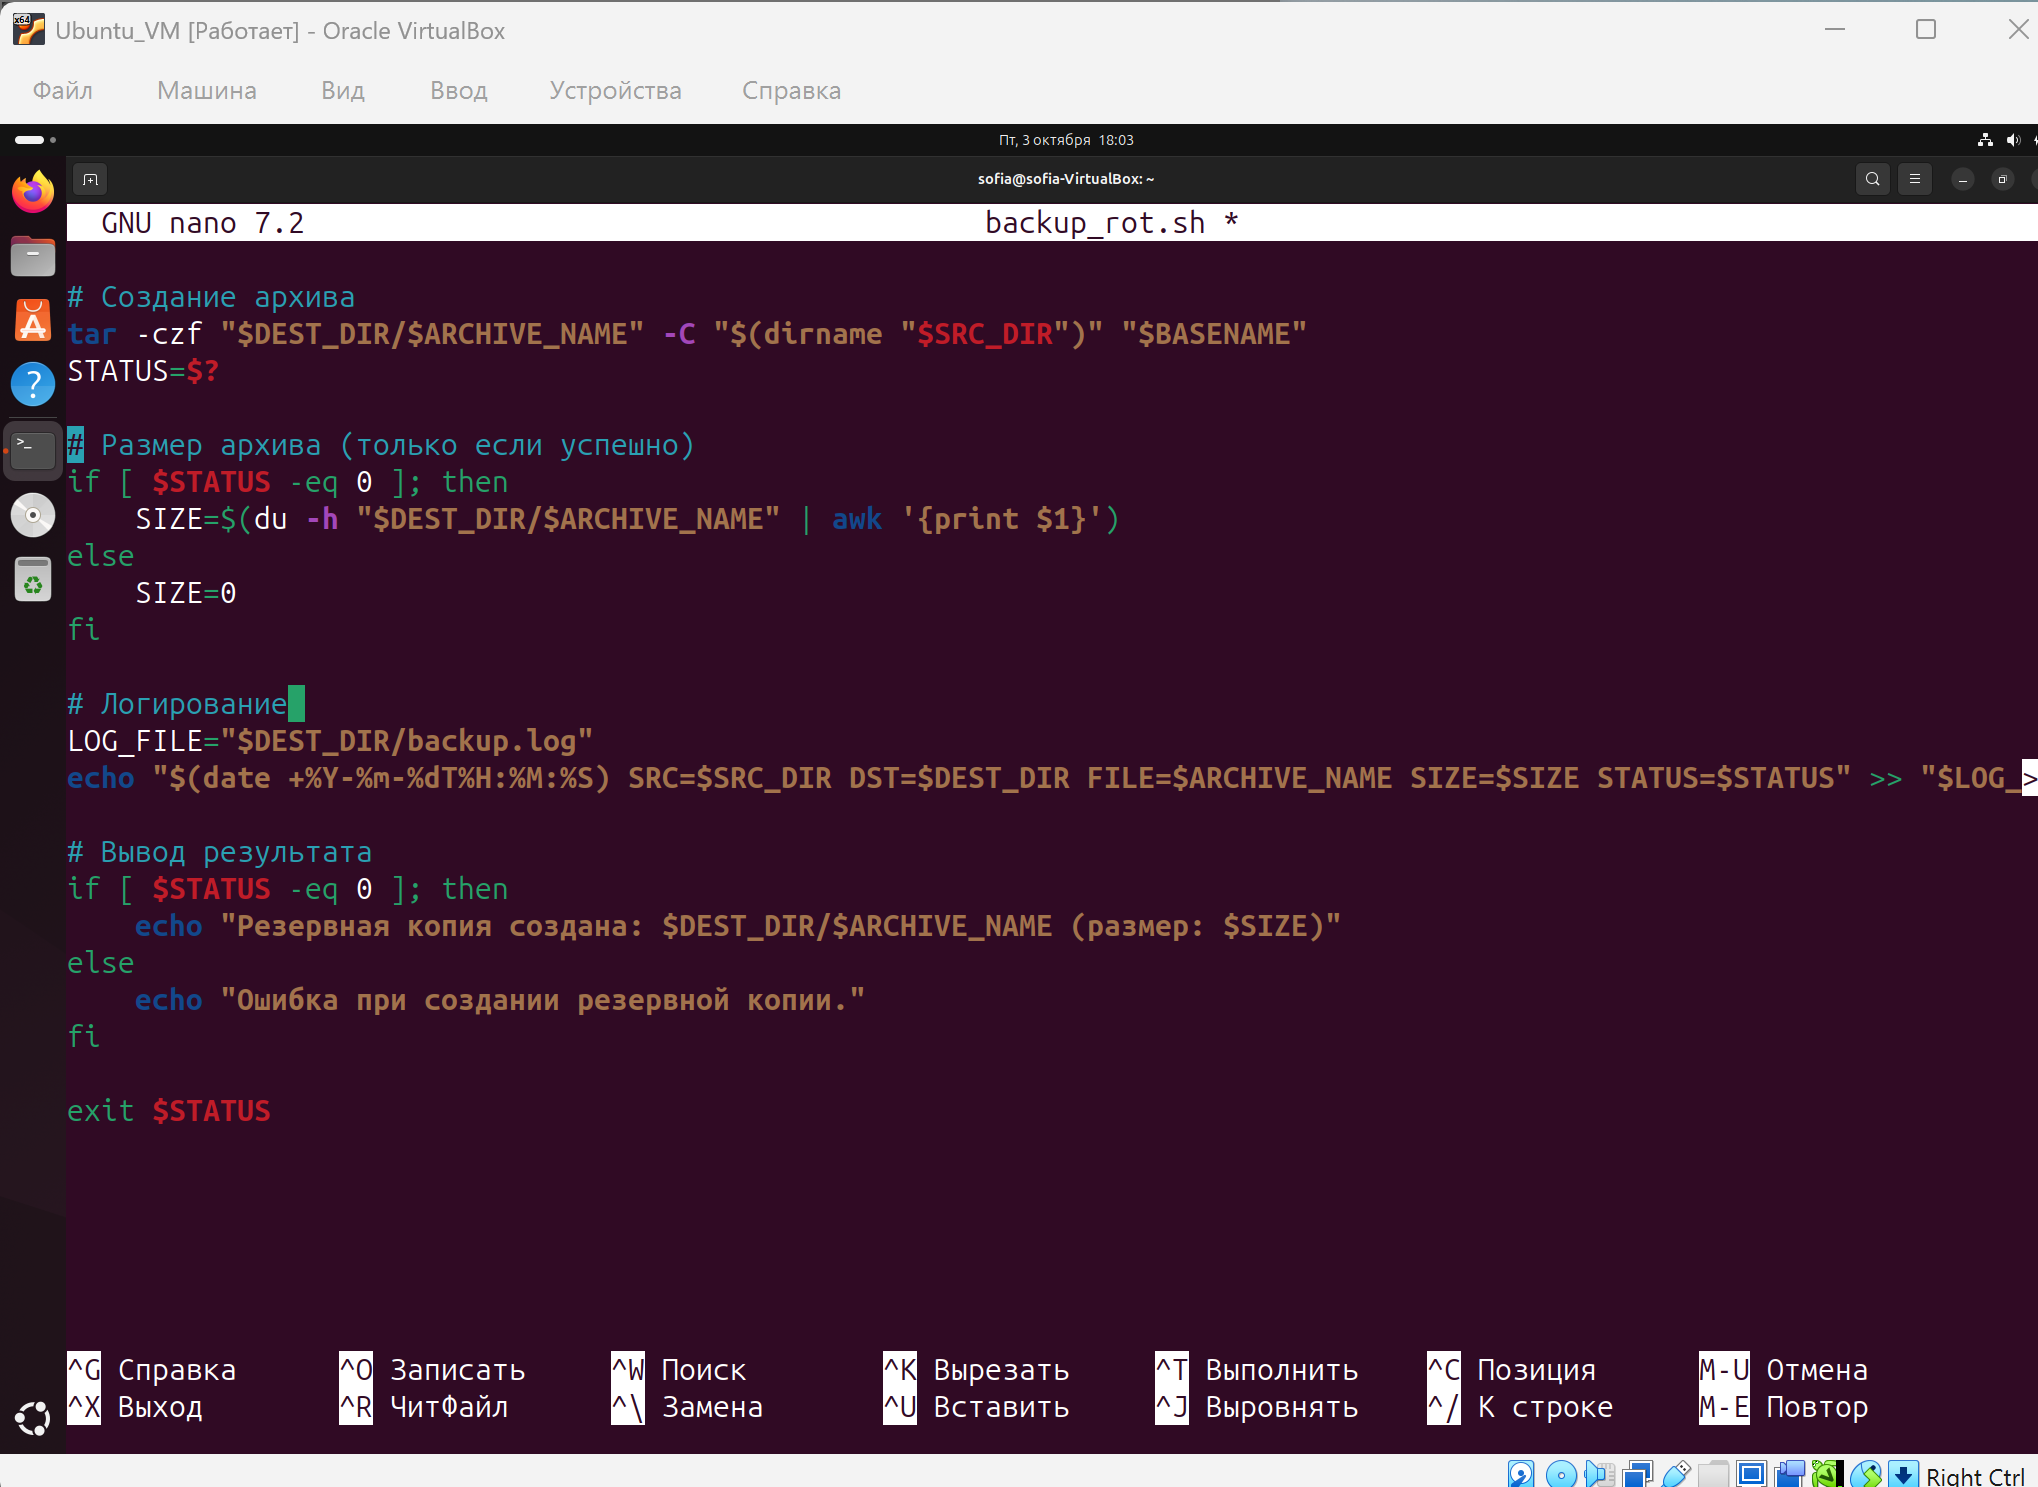 Ubuntu_VM [Работает] - Oracle VirtualBox
Файл Машина Вид Ввод Устройства Справка
Пт, 3 октября 18:03
sofia@sofia-VirtualBox: ~
GNU nano 7.2 backup_rot.sh *
# Создание архива
tar -czf "$DEST_DIR/$ARCHIVE_NAME" -C "$(dirname "$SRC_DIR")" "$BASENAME"
STATUS=$?
# Размер архива (только если успешно)
if [ $STATUS -eq 0 ]; then
    SIZE=$(du -h "$DEST_DIR/$ARCHIVE_NAME" | awk '{print $1}')
else
    SIZE=0
fi
# Логирование
LOG_FILE="$DEST_DIR/backup.log"
echo "$(date +%Y-%m-%dT%H:%M:%S) SRC=$SRC_DIR DST=$DEST_DIR FILE=$ARCHIVE_NAME SIZE=$SIZE STATUS=$STATUS" >> "$LOG_>
# Вывод результата
if [ $STATUS -eq 0 ]; then
    echo "Резервная копия создана: $DEST_DIR/$ARCHIVE_NAME (размер: $SIZE)"
else
    echo "Ошибка при создании резервной копии."
fi
exit $STATUS
^G Справка ^O Записать ^W Поиск ^K Вырезать ^T Выполнить ^C Позиция M-U Отмена
^X Выход ^R ЧитФайл ^\ Замена ^U Вставить ^J Выровнять ^/ К строке M-E Повтор
Right Ctrl